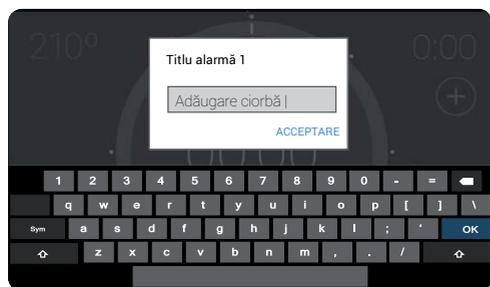 210°
0:00
Titlu alarmă 1
Adăugare ciorbă
ACCEPTARE
1 2 3 4 5 6 7 8 9 0 - =
q w e r t y u i o p [ ] \
Sym a s d f g h j k l ; ' OK
z x c v b n m , . /